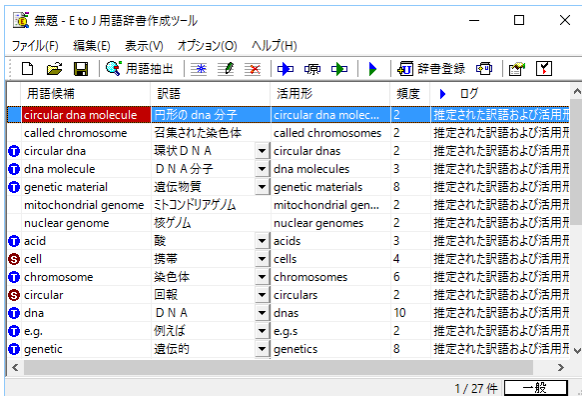 無題 - E to J 用語辞書作成ツール
ファイル(F) 編集(E) 表示(V) オプション(O) ヘルプ(H)
用語抽出 辞書登録
用語候補 訳語 活用形 頻度 ログ
circular dna molecule 円形の dna 分子 circular dna molec... 2 推定された訳語および活用形
called chromosome 召集された染色体 called chromosomes 2 推定された訳語および活用形
T circular dna 環状ＤＮＡ circular dnas 2 推定された訳語および活用形
T dna molecule ＤＮＡ分子 dna molecules 3 推定された訳語および活用形
T genetic material 遺伝物質 genetic materials 8 推定された訳語および活用形
mitochondrial genome ミトコンドリアゲノム mitochondrial gen... 2 推定された訳語および活用形
nuclear genome 核ゲノム nuclear genomes 2 推定された訳語および活用形
T acid 酸 acids 3 推定された訳語および活用形
S cell 携帯 cells 4 推定された訳語および活用形
T chromosome 染色体 chromosomes 6 推定された訳語および活用形
S circular 回報 circulars 2 推定された訳語および活用形
T dna ＤＮＡ dnas 10 推定された訳語および活用形
T e.g. 例えば e.g.s 2 推定された訳語および活用形
T genetic 遺伝的 genetics 8 推定された訳語および活用形
1 / 27 件 一般